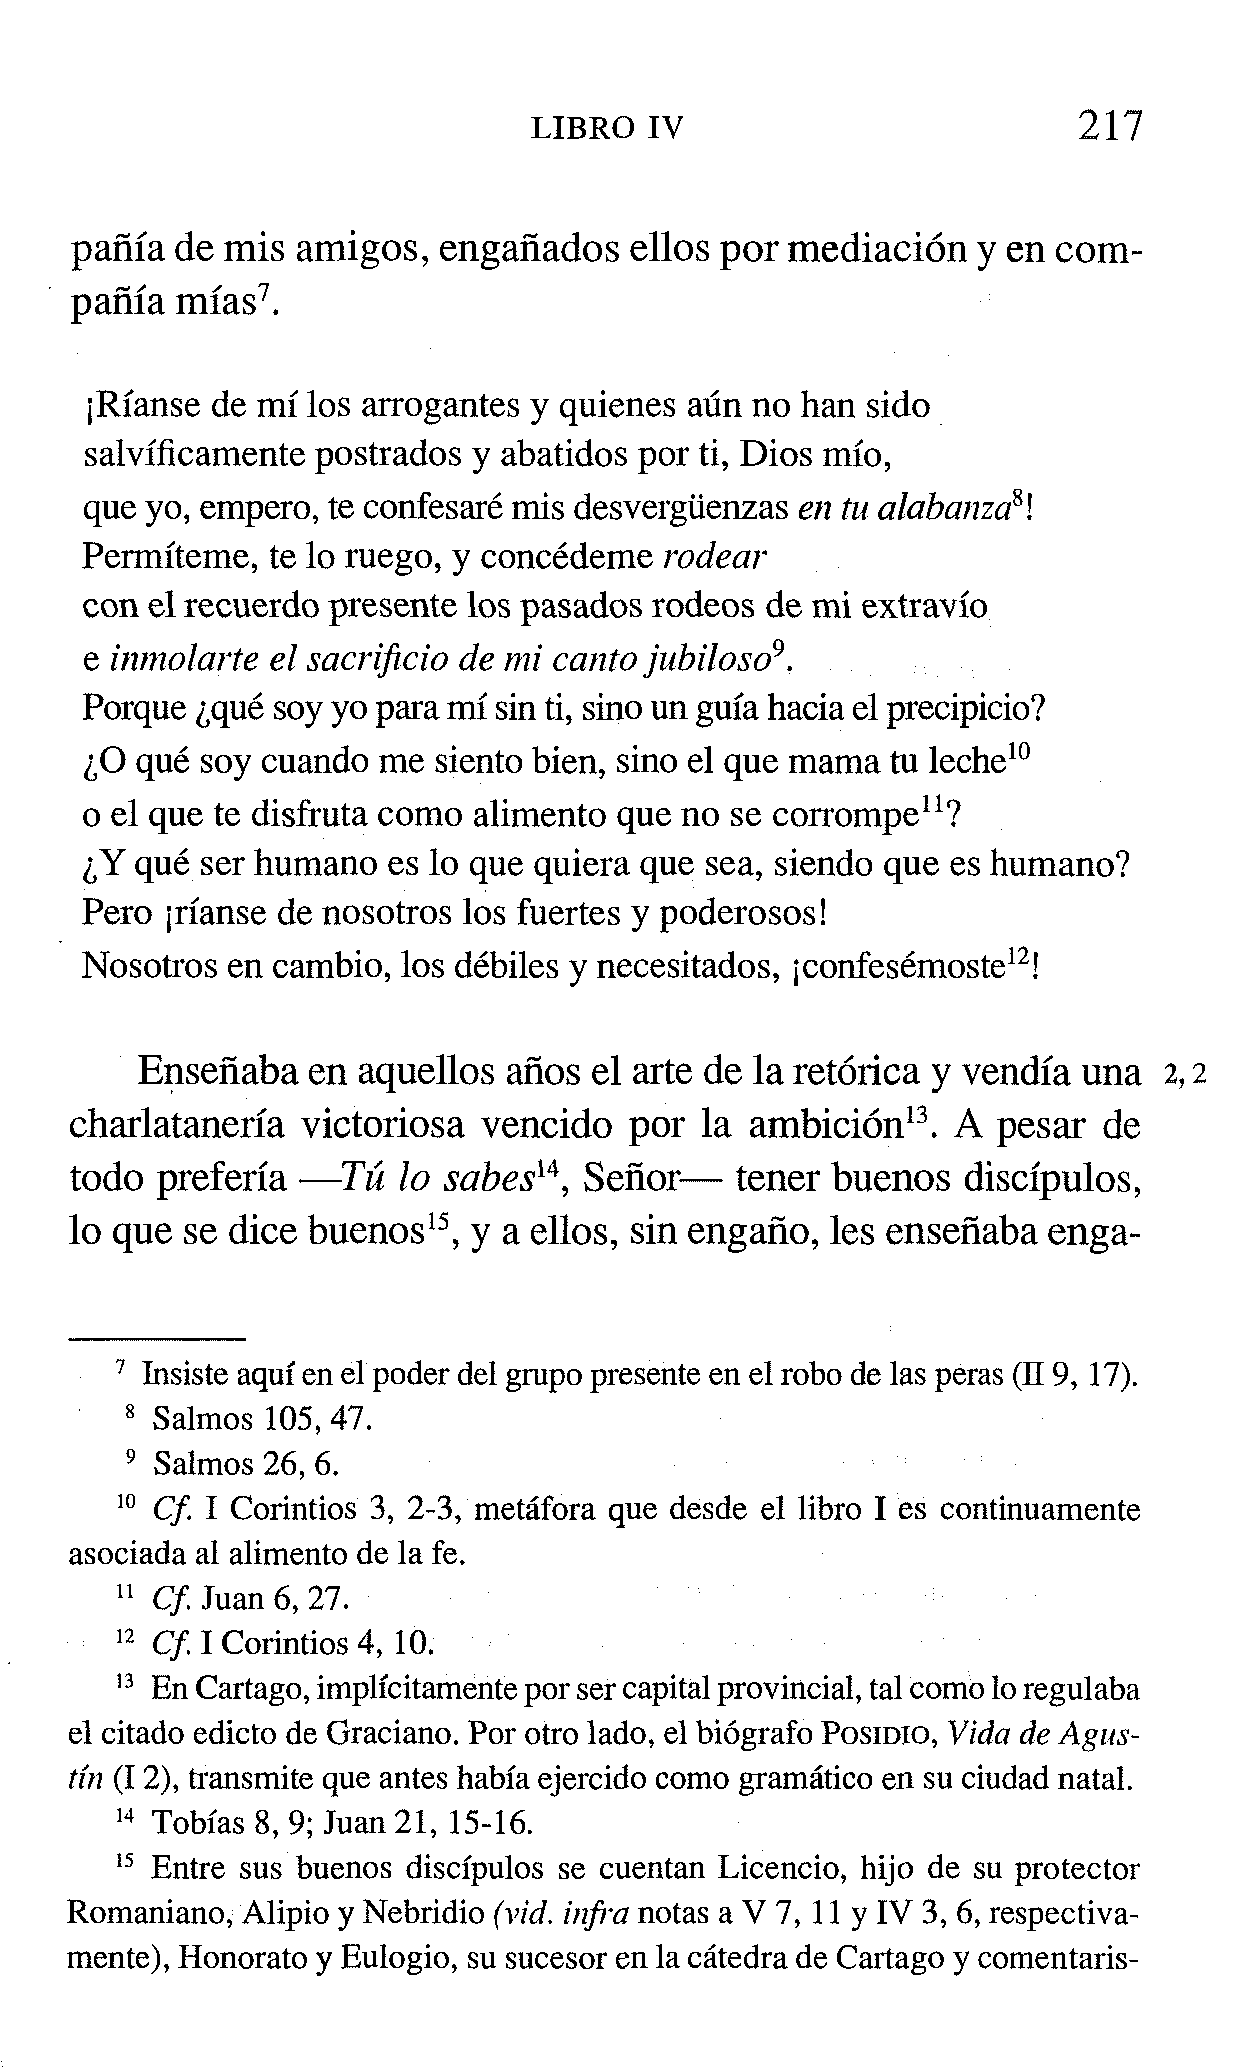 LIBRO IV 217
pañía de mis amigos, engañados ellos por mediación y en com-
pañía mías⁷.
¡Ríanse de mí los arrogantes y quienes aún no han sido
salvíficamente postrados y abatidos por ti, Dios mío,
que yo, empero, te confesaré mis desvergüenzas en tu alabanza⁸!
Permíteme, te lo ruego, y concédeme rodear
con el recuerdo presente los pasados rodeos de mi extravío
e inmolarte el sacrificio de mi canto jubiloso⁹.
Porque ¿qué soy yo para mí sin ti, sino un guía hacia el precipicio?
¿O qué soy cuando me siento bien, sino el que mama tu leche¹⁰
o el que te disfruta como alimento que no se corrompe¹¹?
¿Y qué ser humano es lo que quiera que sea, siendo que es humano?
Pero ¡ríanse de nosotros los fuertes y poderosos!
Nosotros en cambio, los débiles y necesitados, ¡confesémoste¹²!
Enseñaba en aquellos años el arte de la retórica y vendía una 2, 2
charlatanería victoriosa vencido por la ambición¹³. A pesar de
todo prefería —Tú lo sabes¹⁴, Señor— tener buenos discípulos,
lo que se dice buenos¹⁵, y a ellos, sin engaño, les enseñaba enga-
⁷ Insiste aquí en el poder del grupo presente en el robo de las peras (II 9, 17).
⁸ Salmos 105, 47.
⁹ Salmos 26, 6.
¹⁰ Cf. I Corintios 3, 2-3, metáfora que desde el libro I es continuamente
asociada al alimento de la fe.
¹¹ Cf. Juan 6, 27.
¹² Cf. I Corintios 4, 10.
¹³ En Cartago, implícitamente por ser capital provincial, tal como lo regulaba
el citado edicto de Graciano. Por otro lado, el biógrafo POSIDIO, Vida de Agus-
tín (I 2), transmite que antes había ejercido como gramático en su ciudad natal.
¹⁴ Tobías 8, 9; Juan 21, 15-16.
¹⁵ Entre sus buenos discípulos se cuentan Licencio, hijo de su protector
Romaniano, Alipio y Nebridio (vid. infra notas a V 7, 11 y IV 3, 6, respectiva-
mente), Honorato y Eulogio, su sucesor en la cátedra de Cartago y comentaris-